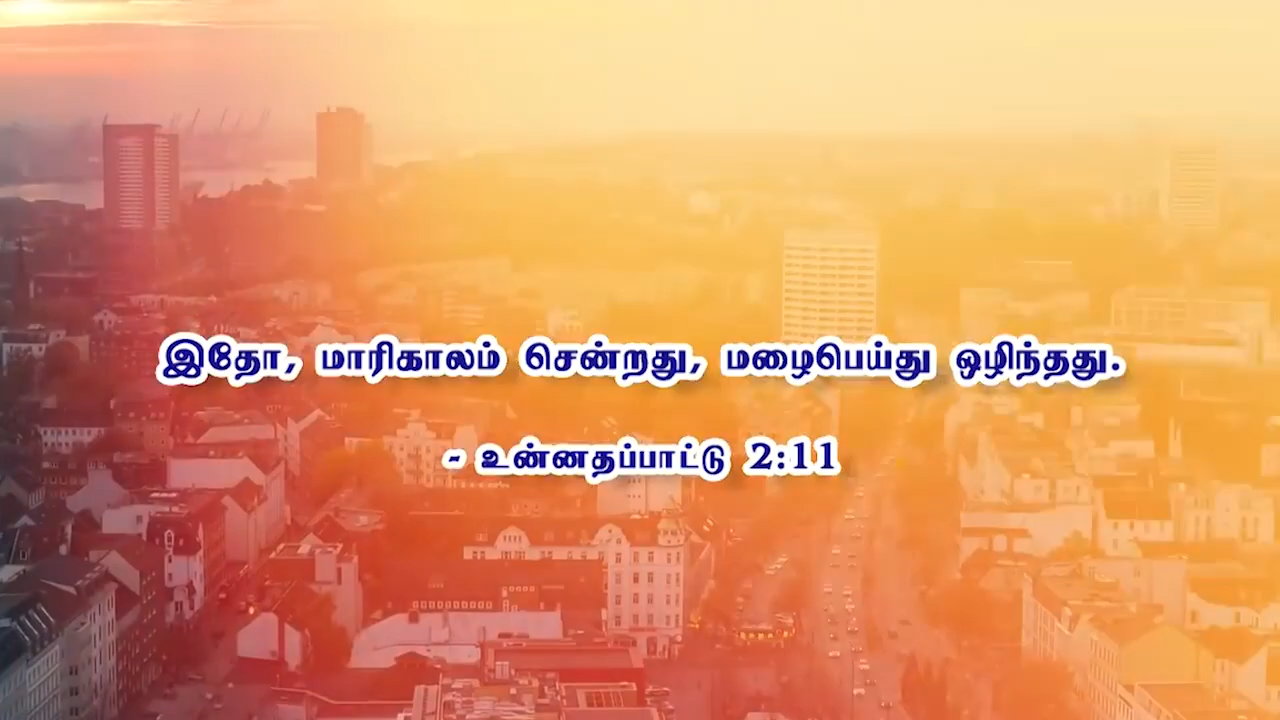 இதோ, மாரிகாலம் சென்றது, மழைபெய்து ஒழிந்தது.
- உன்னதப்பாட்டு 2:11